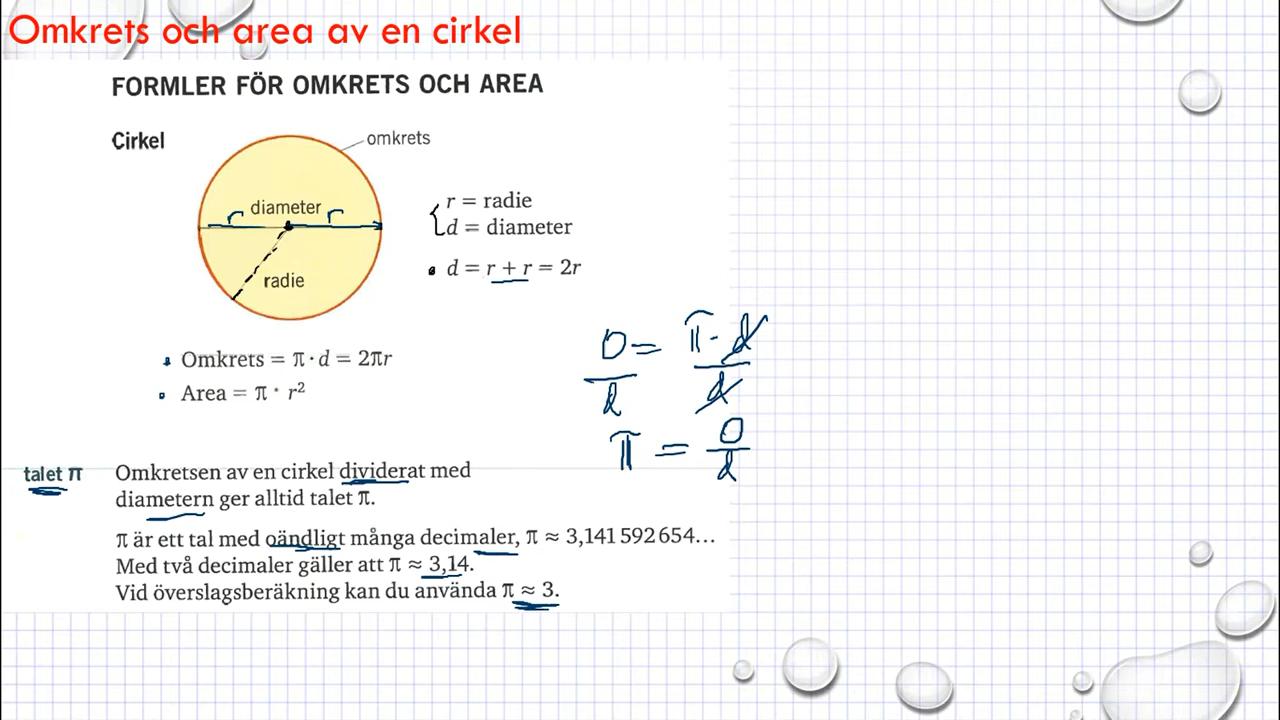 Omkrets och area av en cirkel
FORMLER FÖR OMKRETS OCH AREA
Cirkel
omkrets
diameter
r
r
radie
r = radie
d = diameter
d = r + r = 2r
Omkrets = π · d = 2πr
Area = π · r²
O/d = π · d/d
π = O/d
talet π
Omkretsen av en cirkel dividerat med
diametern ger alltid talet π.
π är ett tal med oändligt många decimaler, π ≈ 3,141 592 654...
Med två decimaler gäller att π ≈ 3,14.
Vid överslagsberäkning kan du använda π ≈ 3.